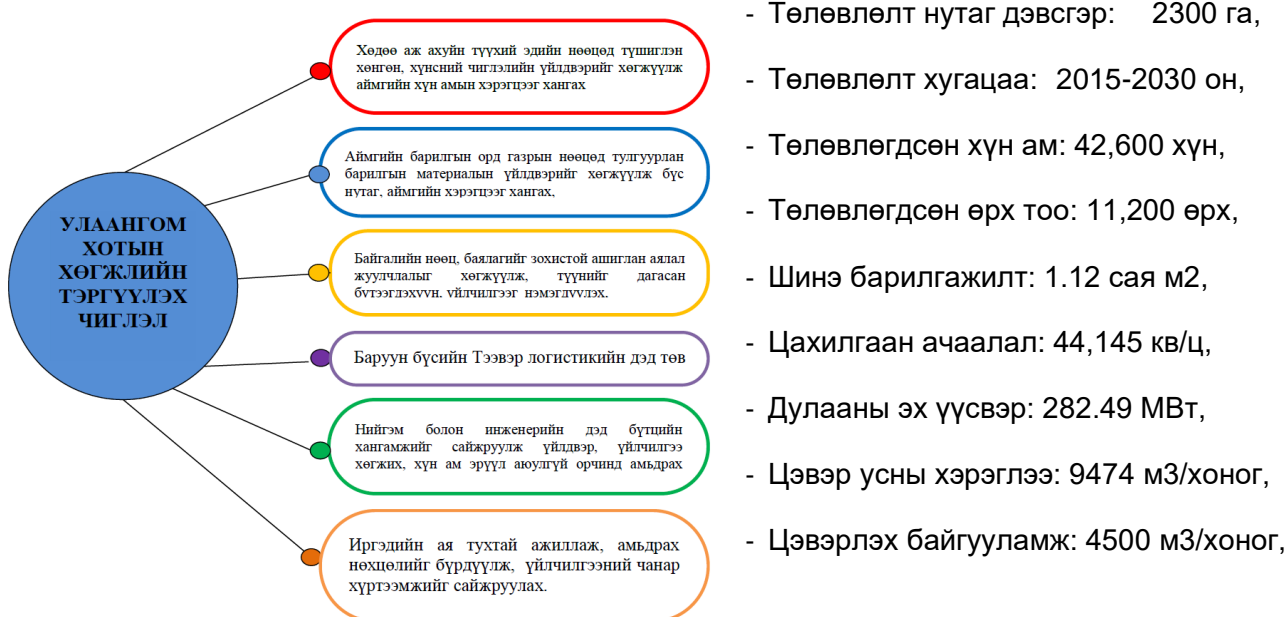 УЛААНГОМ
ХОТЫН
ХӨГЖЛИЙН
ТЭРГҮҮЛЭХ
ЧИГЛЭЛ
Хөдөө аж ахуйн түүхий эдийн нөөцөд түшиглэн
хөнгөн, хүнсний чиглэлийн үйлдвэрийг хөгжүүлж
аймгийн хүн амын хэрэгцээг хангах
Аймгийн барилгын орд газрын нөөцөд тулгуурлан
барилгын материалын үйлдвэрийг хөгжүүлж бүс
нутаг, аймгийн хэрэгцээг хангах,
Байгалийн нөөц, баялагийг зохистой ашиглан аялал
жуулчлалыг хөгжүүлж, түүнийг дагасан
бүтээгдэхүүн, үйлчилгээг нэмэгдүүлэх,
Баруун бүсийн Тээвэр логистикийн дэд төв
Нийгэм болон инженерийн дэд бүтцийн
хангамжийг сайжруулж үйлдвэр, үйлчилгээ
хөгжих, хүн ам эрүүл аюулгүй орчинд амьдрах
Иргэдийн ая тухтай ажиллаж, амьдрах
нөхцөлийг бүрдүүлж, үйлчилгээний чанар
хүртээмжийг сайжруулах.
- Төлөвлөлт нутаг дэвсгэр: 2300 га,
- Төлөвлөлт хугацаа: 2015-2030 он,
- Төлөвлөгдсөн хүн ам: 42,600 хүн,
- Төлөвлөгдсөн өрх тоо: 11,200 өрх,
- Шинэ барилгажилт: 1.12 сая м2,
- Цахилгаан ачаалал: 44,145 кв/ц,
- Дулааны эх үүсвэр: 282.49 МВт,
- Цэвэр усны хэрэглээ: 9474 м3/хоног,
- Цэвэрлэх байгууламж: 4500 м3/хоног,